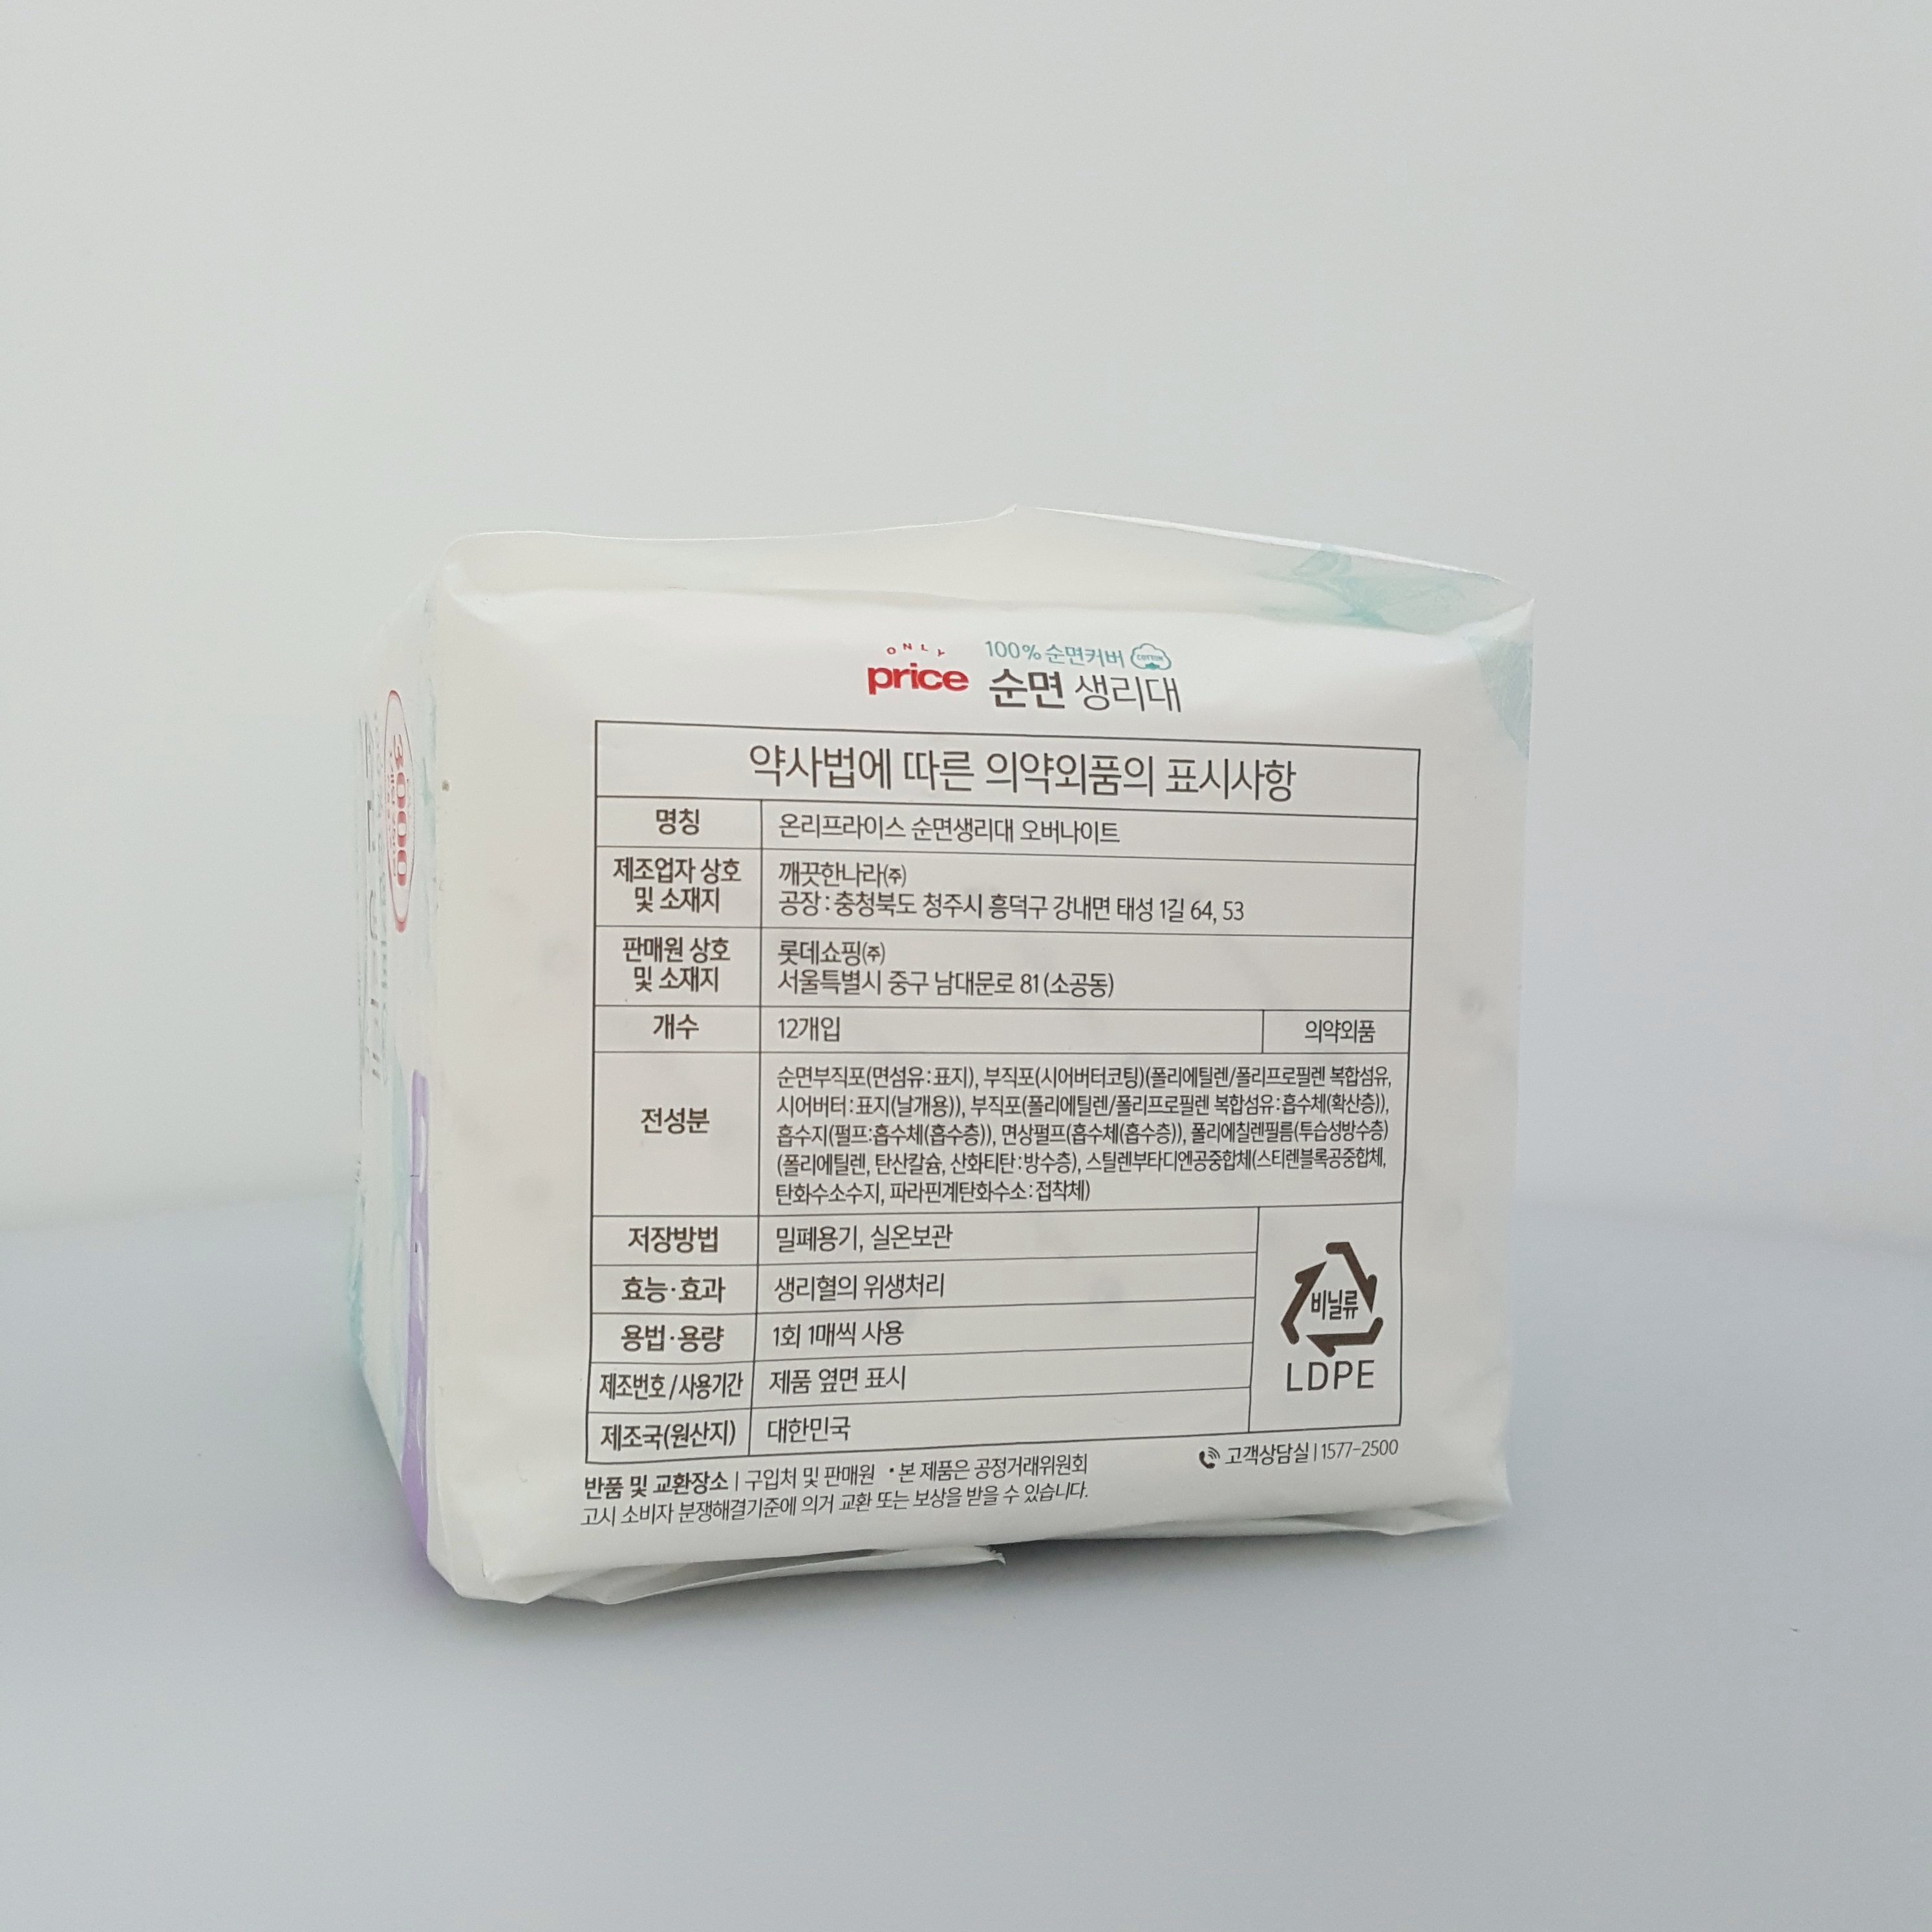 ONLY
price
100% 순면커버
COTTON
순면 생리대
약사법에 따른 의약외품의 표시사항
명칭 온리프라이스 순면생리대 오버나이트
제조업자 상호 및 소재지 깨끗한나라㈜
공장 : 충청북도 청주시 흥덕구 강내면 태성 1길 64, 53
판매원 상호 및 소재지 롯데쇼핑㈜
서울특별시 중구 남대문로 81 (소공동)
개수 12개입 의약외품
전성분
순면부직포(면섬유:표지), 부직포(시어버터코팅)(폴리에틸렌/폴리프로필렌 복합섬유,
시어버터:표지(날개용)), 부직포(폴리에틸렌/폴리프로필렌 복합섬유:흡수체(확산층)),
흡수지(펄프:흡수체(흡수층)), 면상펄프(흡수체(흡수층)), 폴리에칠렌필름(투습성방수층)
(폴리에틸렌, 탄산칼슘, 산화티탄:방수층), 스틸렌부타디엔공중합체(스티렌블록공중합체,
탄화수소수지, 파라핀계탄화수소:접착제)
저장방법 밀폐용기, 실온보관
효능·효과 생리혈의 위생처리
용법·용량 1회 1매씩 사용
제조번호/사용기간 제품 옆면 표시
제조국(원산지) 대한민국
비닐류
LDPE
반품 및 교환장소 | 구입처 및 판매원 •본 제품은 공정거래위원회
고시 소비자 분쟁해결기준에 의거 교환 또는 보상을 받을 수 있습니다.
고객상담실 | 1577-2500
3000